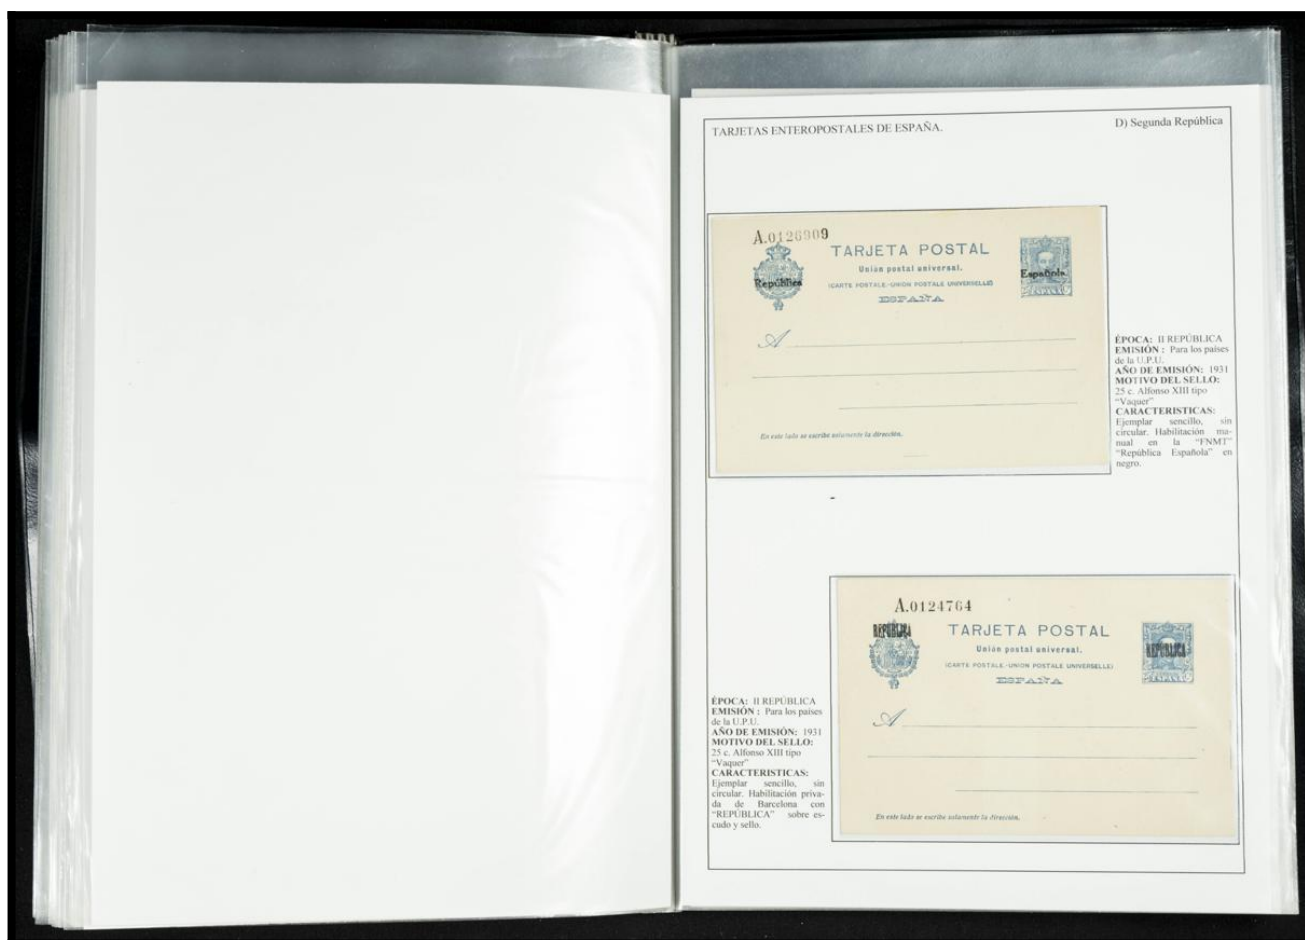 TARJETAS ENTEROPOSTALES DE ESPAÑA.
D) Segunda República
A.0126909
TARJETA POSTAL
Unión postal universal.
República
Española
(CARTE POSTALE.-UNION POSTALE UNIVERSELLE)
ESPAÑA
ESPAÑA
A
En este lado se escribe solamente la dirección.
ÉPOCA: II REPÚBLICA
EMISIÓN : Para los países
de la U.P.U.
AÑO DE EMISIÓN: 1931
MOTIVO DEL SELLO:
25 c. Alfonso XIII tipo
“Vaquer”
CARACTERISTICAS:
Ejemplar sencillo, sin
circular. Habilitación ma-
nual en la “FNMT”
“República Española” en
negro.
A.0124764
REPÚBLICA
TARJETA POSTAL
REPÚBLICA
Unión postal universal.
(CARTE POSTALE.-UNION POSTALE UNIVERSELLE)
ESPAÑA
ESPAÑA
A
En este lado se escribe solamente la dirección.
ÉPOCA: II REPÚBLICA
EMISIÓN : Para los países
de la U.P.U.
AÑO DE EMISIÓN: 1931
MOTIVO DEL SELLO:
25 c. Alfonso XIII tipo
“Vaquer”
CARACTERISTICAS:
Ejemplar sencillo, sin
circular. Habilitación priva-
da de Barcelona con
“REPÚBLICA” sobre es-
cudo y sello.